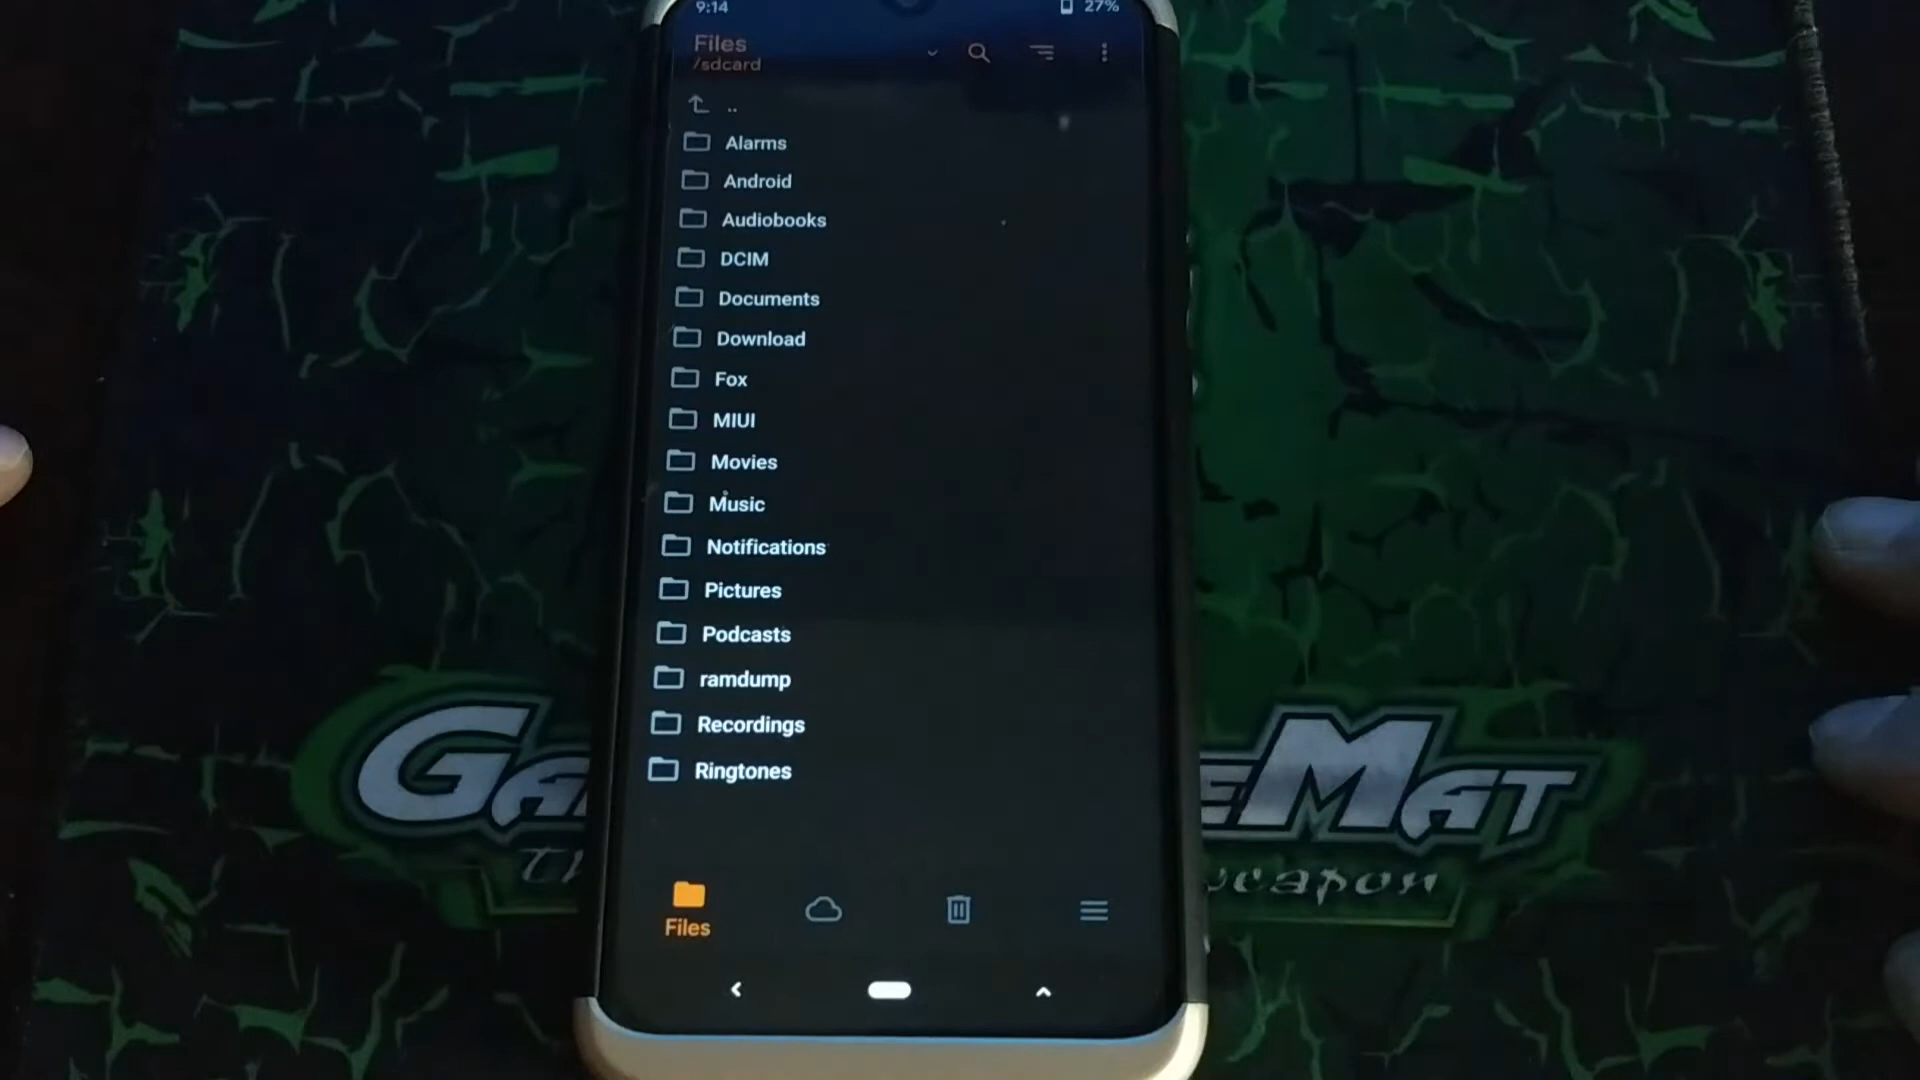 9:14
27%
Files
/sdcard
..
Alarms
Android
Audiobooks
DCIM
Documents
Download
Fox
MIUI
Movies
Music
Notifications
Pictures
Podcasts
ramdump
Recordings
Ringtones
Files